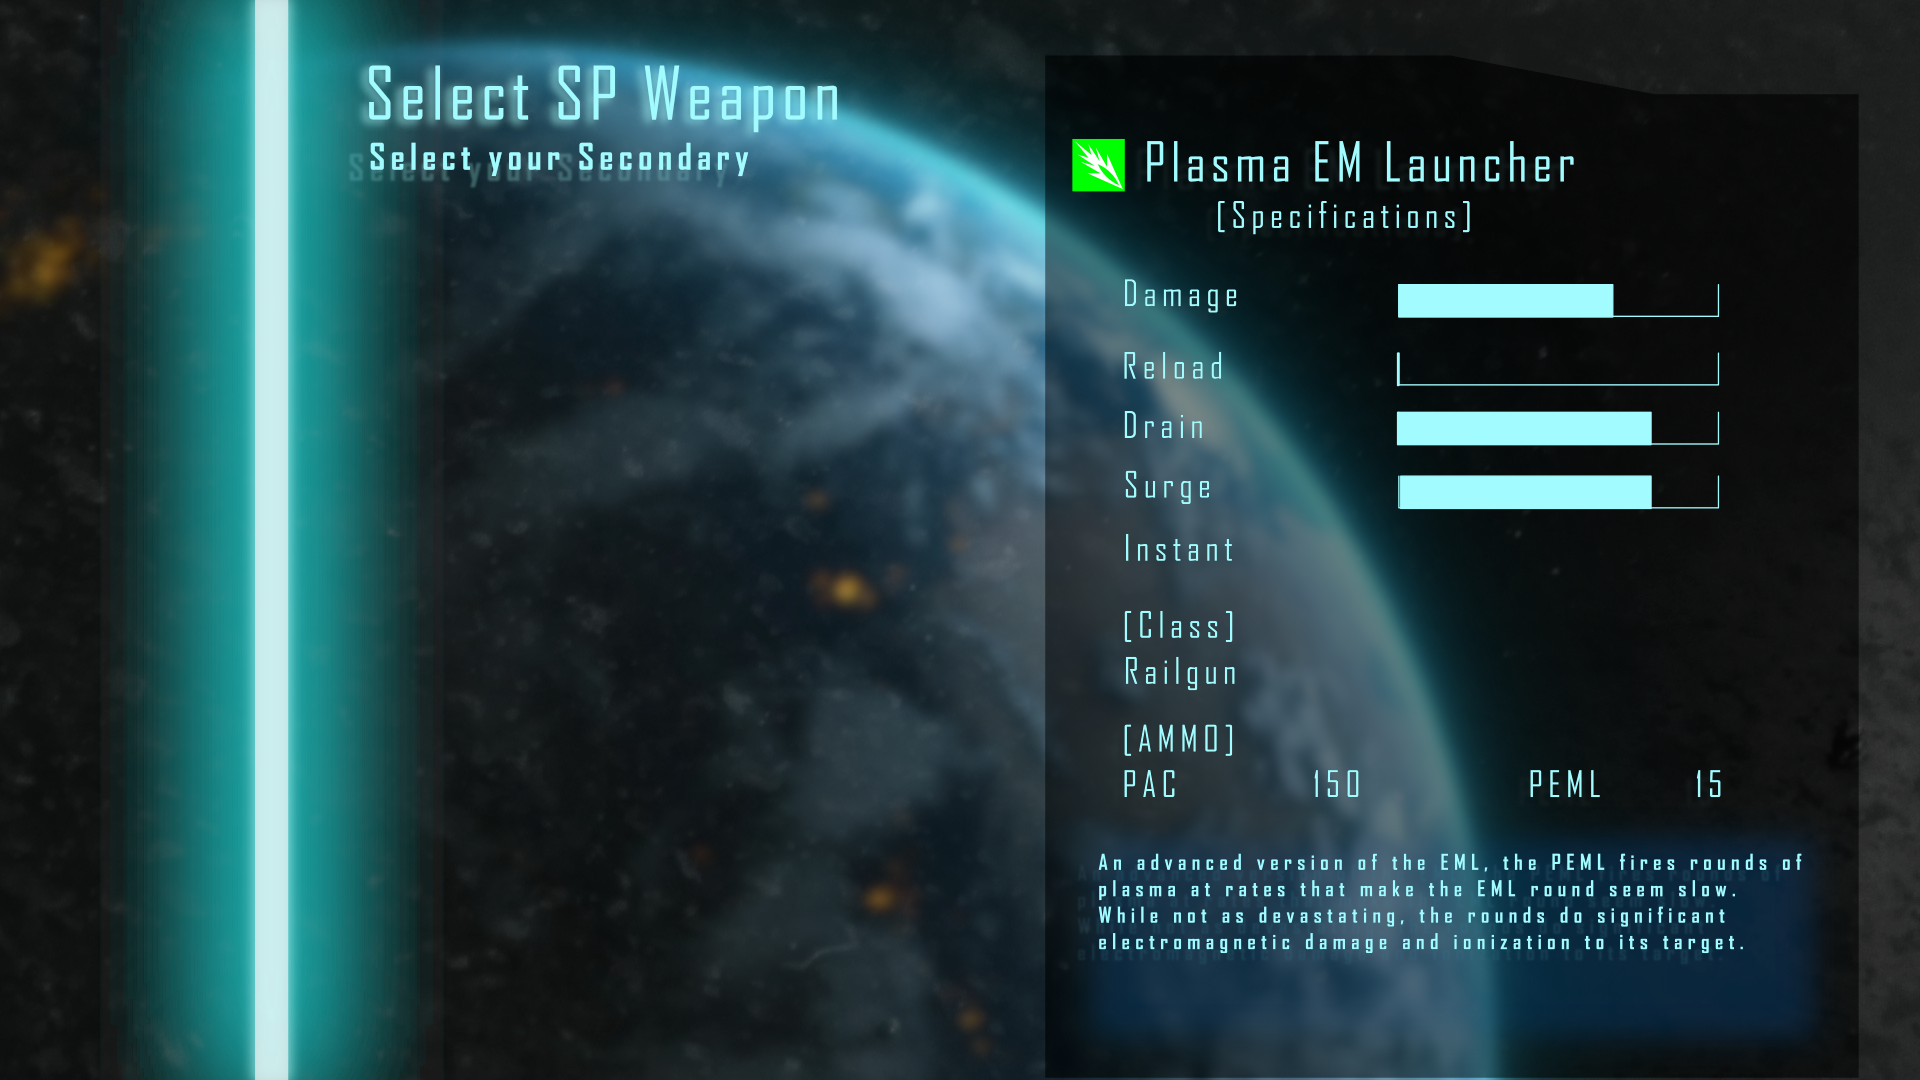 Select SP Weapon
Select your Secondary
Plasma EM Launcher
[Specifications]
Damage
Reload
Drain
Surge
Instant
[Class]
Railgun
[AMMO]
PAC 150 PEML 15
An advanced version of the EML, the PEML fires rounds of
plasma at rates that make the EML round seem slow.
While not as devastating, the rounds do significant
electromagnetic damage and ionization to its target.